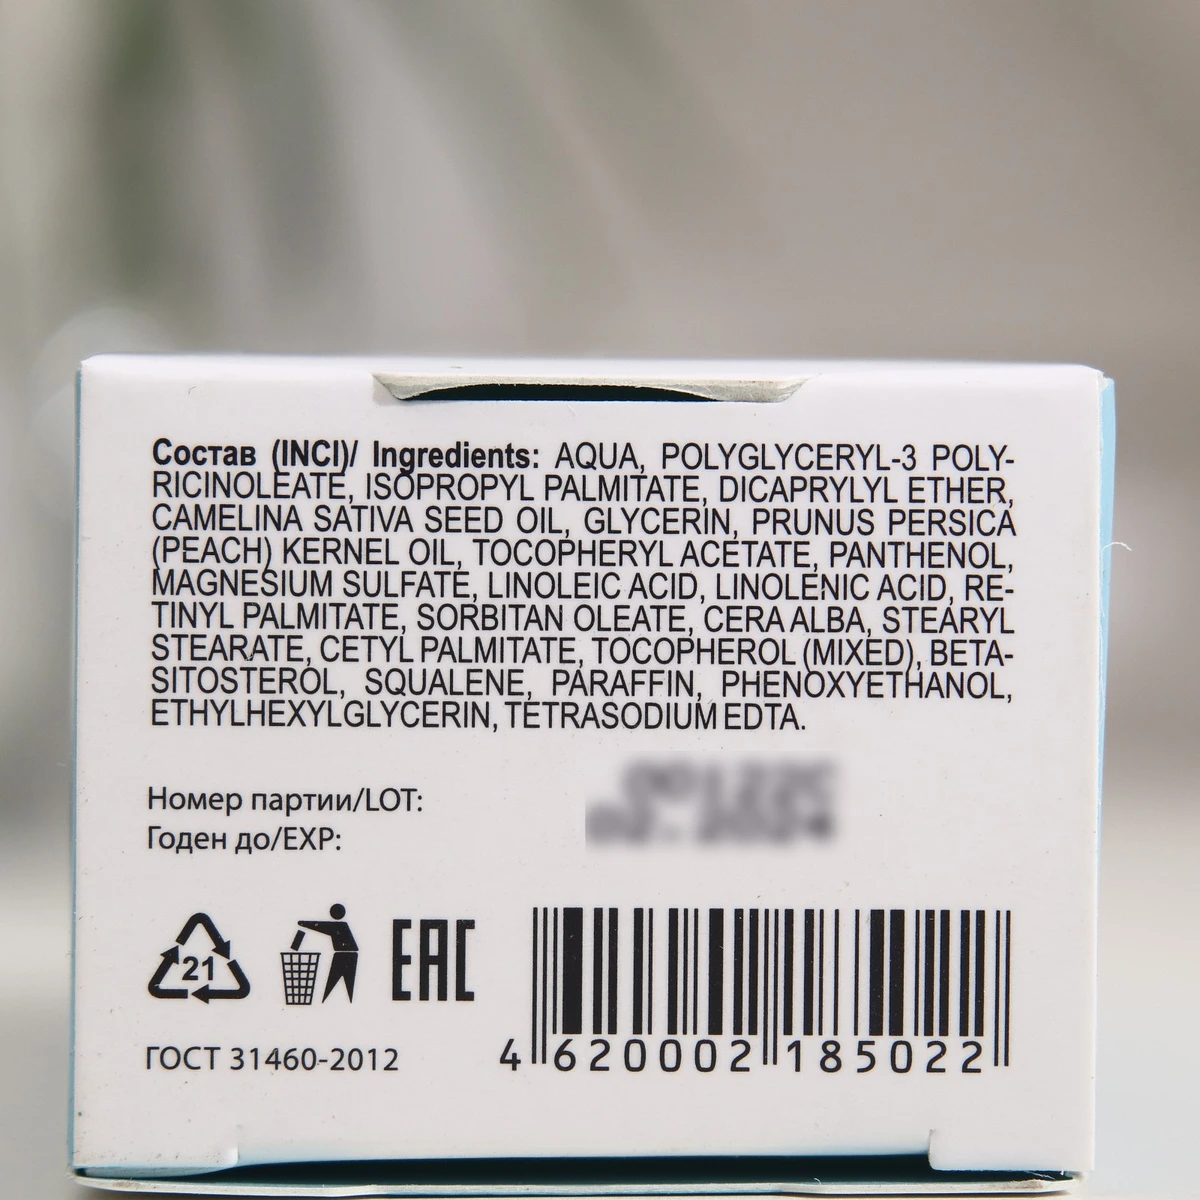 Состав (INCI)/ Ingredients: AQUA, POLYGLYCERYL-3 POLY-
RICINOLEATE, ISOPROPYL PALMITATE, DICAPRYLYL ETHER,
CAMELINA SATIVA SEED OIL, GLYCERIN, PRUNUS PERSICA
(PEACH) KERNEL OIL, TOCOPHERYL ACETATE, PANTHENOL,
MAGNESIUM SULFATE, LINOLEIC ACID, LINOLENIC ACID, RE-
TINYL PALMITATE, SORBITAN OLEATE, CERA ALBA, STEARYL
STEARATE, CETYL PALMITATE, TOCOPHEROL (MIXED), BETA-
SITOSTEROL, SQUALENE, PARAFFIN, PHENOXYETHANOL,
ETHYLHEXYLGLYCERIN, TETRASODIUM EDTA.
Номер партии/LOT:
Годен до/EXP:
21
EAC
ГОСТ 31460-2012
4 620002 185022